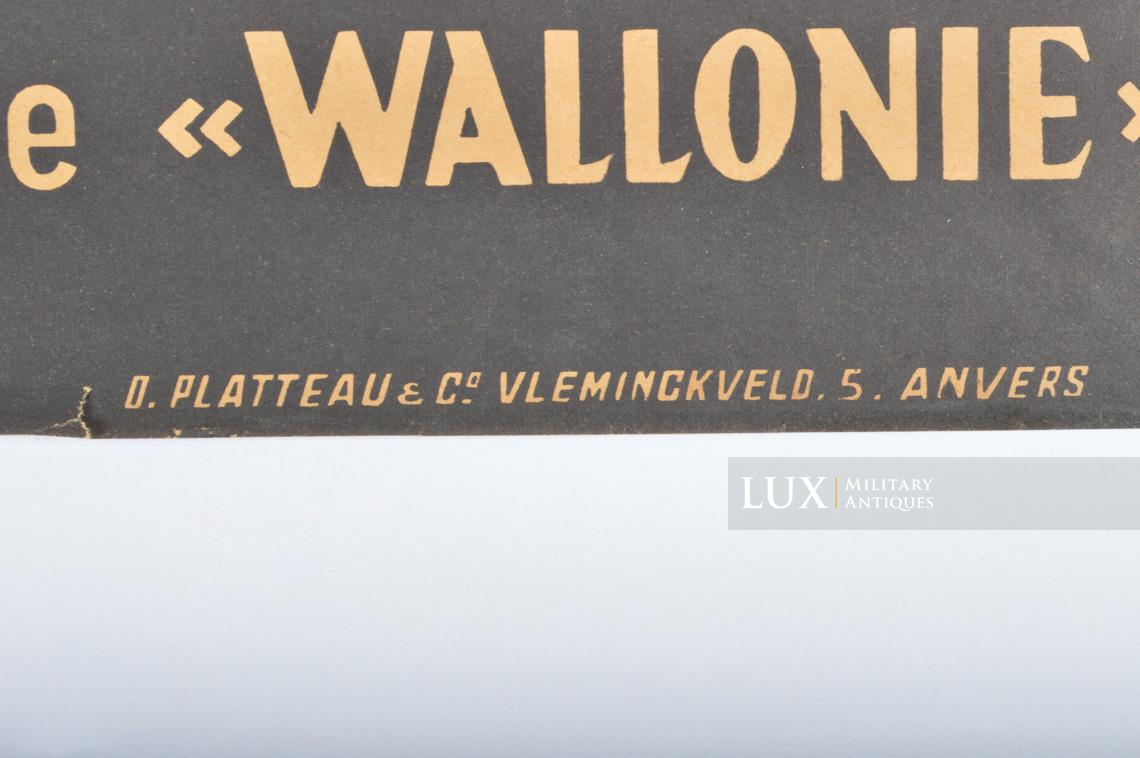 e «WALLONIE»
D. PLATTEAU & Cº VLEMINCKVELD. 5. ANVERS
LUX | MILITARY
ANTIQUES